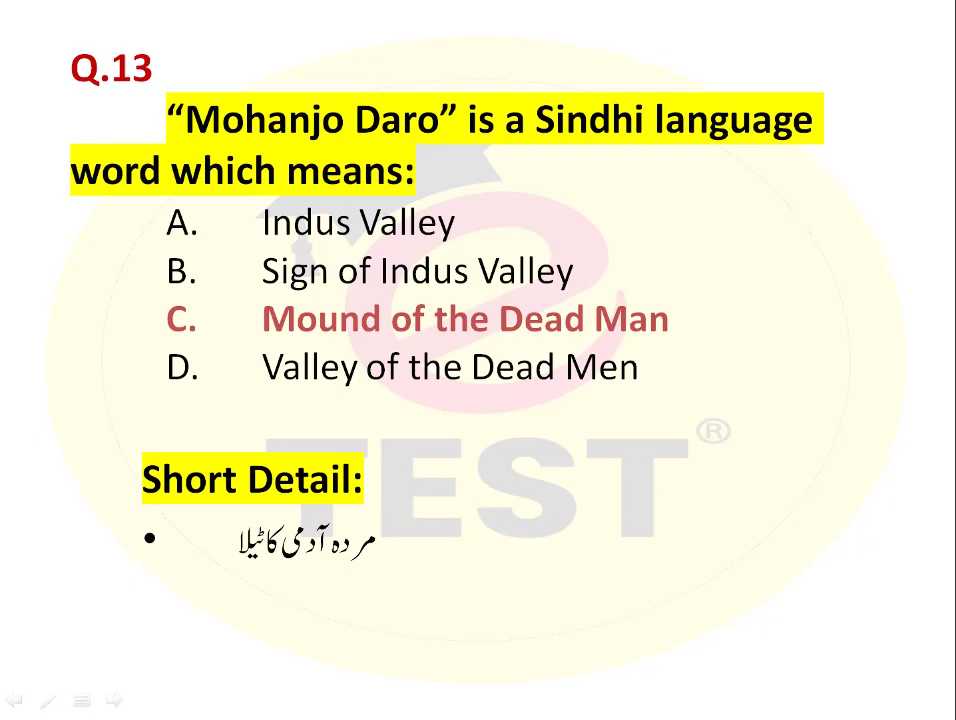 Q.13
“Mohanjo Daro” is a Sindhi language
word which means:
A. Indus Valley
B. Sign of Indus Valley
C. Mound of the Dead Man
D. Valley of the Dead Men
e
TEST®
Short Detail:
• مردہ آدمی کا ٹیلا